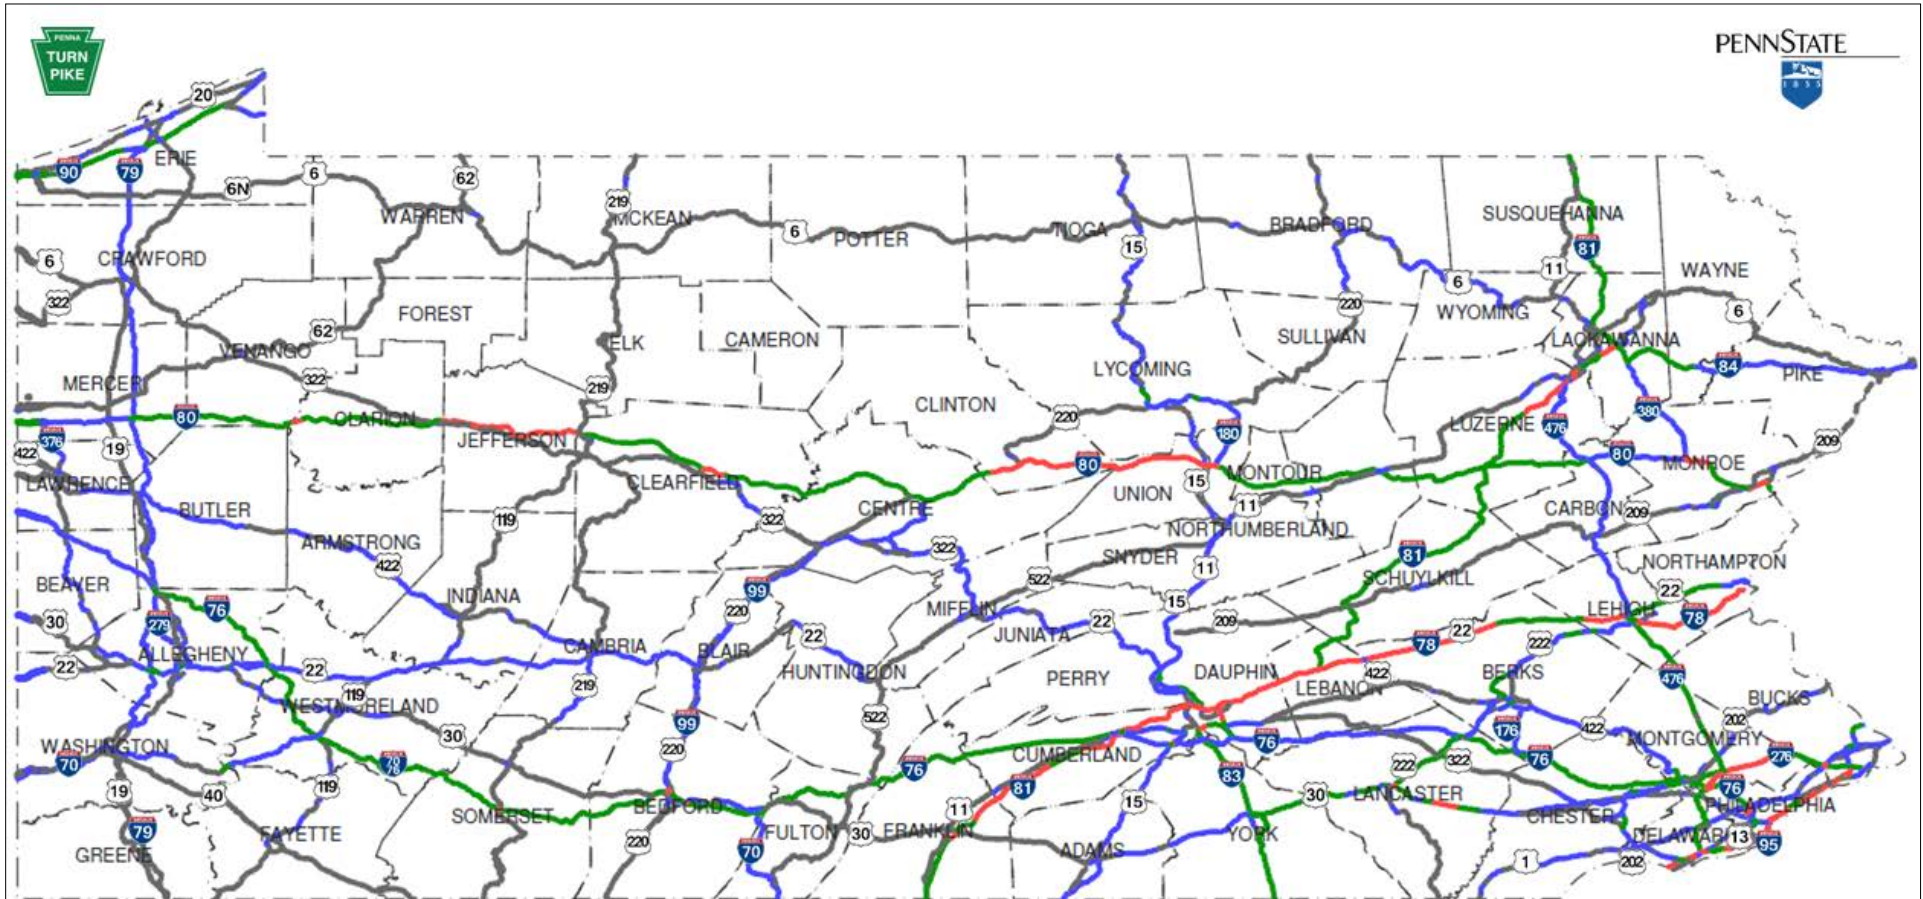 PENNA
TURN
PIKE
PENNSTATE
1855
20
90
79
ERIE
6N
6
62
WARREN
219
MCKEAN
6
POTTER
TIOGA
15
BRADFORD
SUSQUEHANNA
81
11
WAYNE
6
CRAWFORD
322
FOREST
62
VENANGO
ELK
CAMERON
220
SULLIVAN
6
WYOMING
6
LACKAWANNA
84
PIKE
MERCER
322
219
LYCOMING
CLINTON
220
180
LUZERNE
476
380
80
CLARION
JEFFERSON
376
19
422
80
MONTOUR
80
MONROE
209
LAWRENCE
CLEARFIELD
UNION
15
11
CARBON
209
BUTLER
119
322
CENTRE
NORTHUMBERLAND
ARMSTRONG
422
322
SNYDER
81
NORTHAMPTON
BEAVER
INDIANA
99
522
11
SCHUYLKILL
22
76
279
30
220
MIFFLIN
15
LEHIGH
78
22
JUNIATA
22
209
78
22
222
ALLEGHENY
22
CAMBRIA
BLAIR
HUNTINGDON
PERRY
DAUPHIN
422
LEBANON
BERKS
476
BUCKS
119
219
WESTMORELAND
99
522
202
30
176
422
MONTGOMERY
WASHINGTON
70
220
CUMBERLAND
76
76
276
76
222
322
76
19
40
119
81
83
30
LANCASTER
SOMERSET
BEDFORD
11
15
CHESTER
PHILADELPHIA
79
FAYETTE
220
FULTON
30
FRANKLIN
YORK
DELAWARE
13
95
GREENE
70
ADAMS
1
202